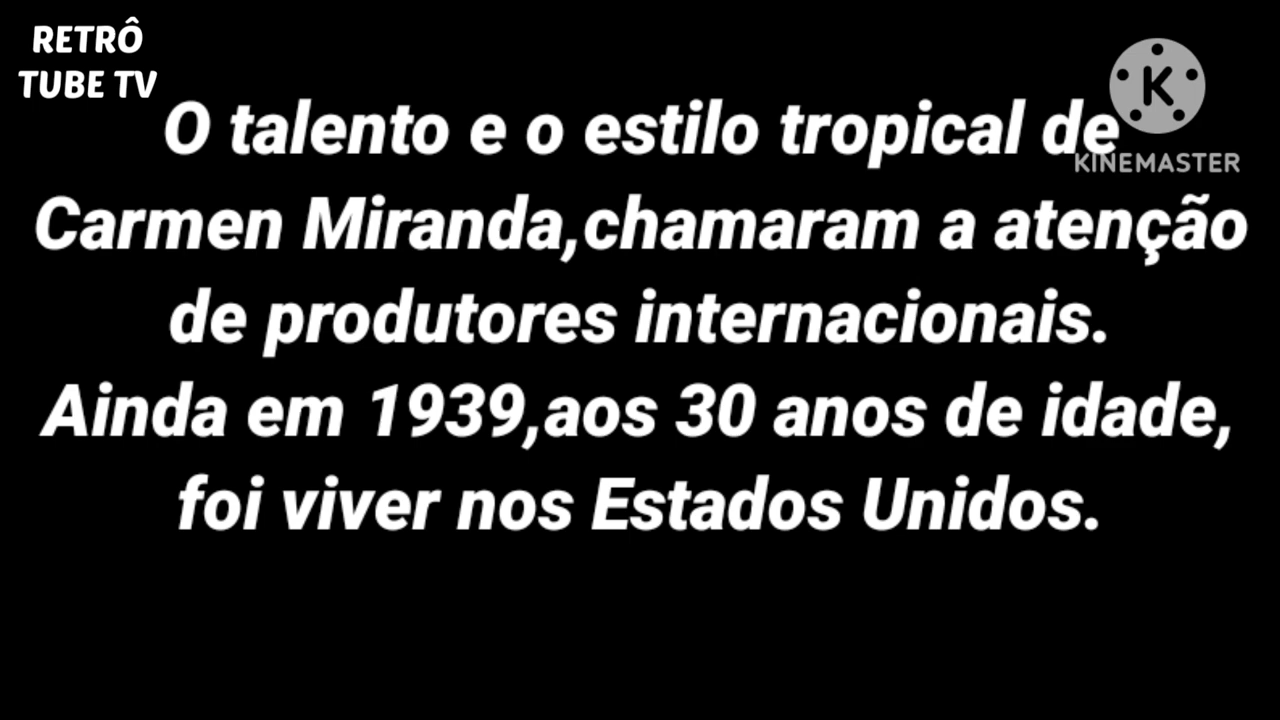 RETRÔ
TUBE TV
KINEMASTER
O talento e o estilo tropical de
Carmen Miranda,chamaram a atenção
de produtores internacionais.
Ainda em 1939,aos 30 anos de idade,
foi viver nos Estados Unidos.